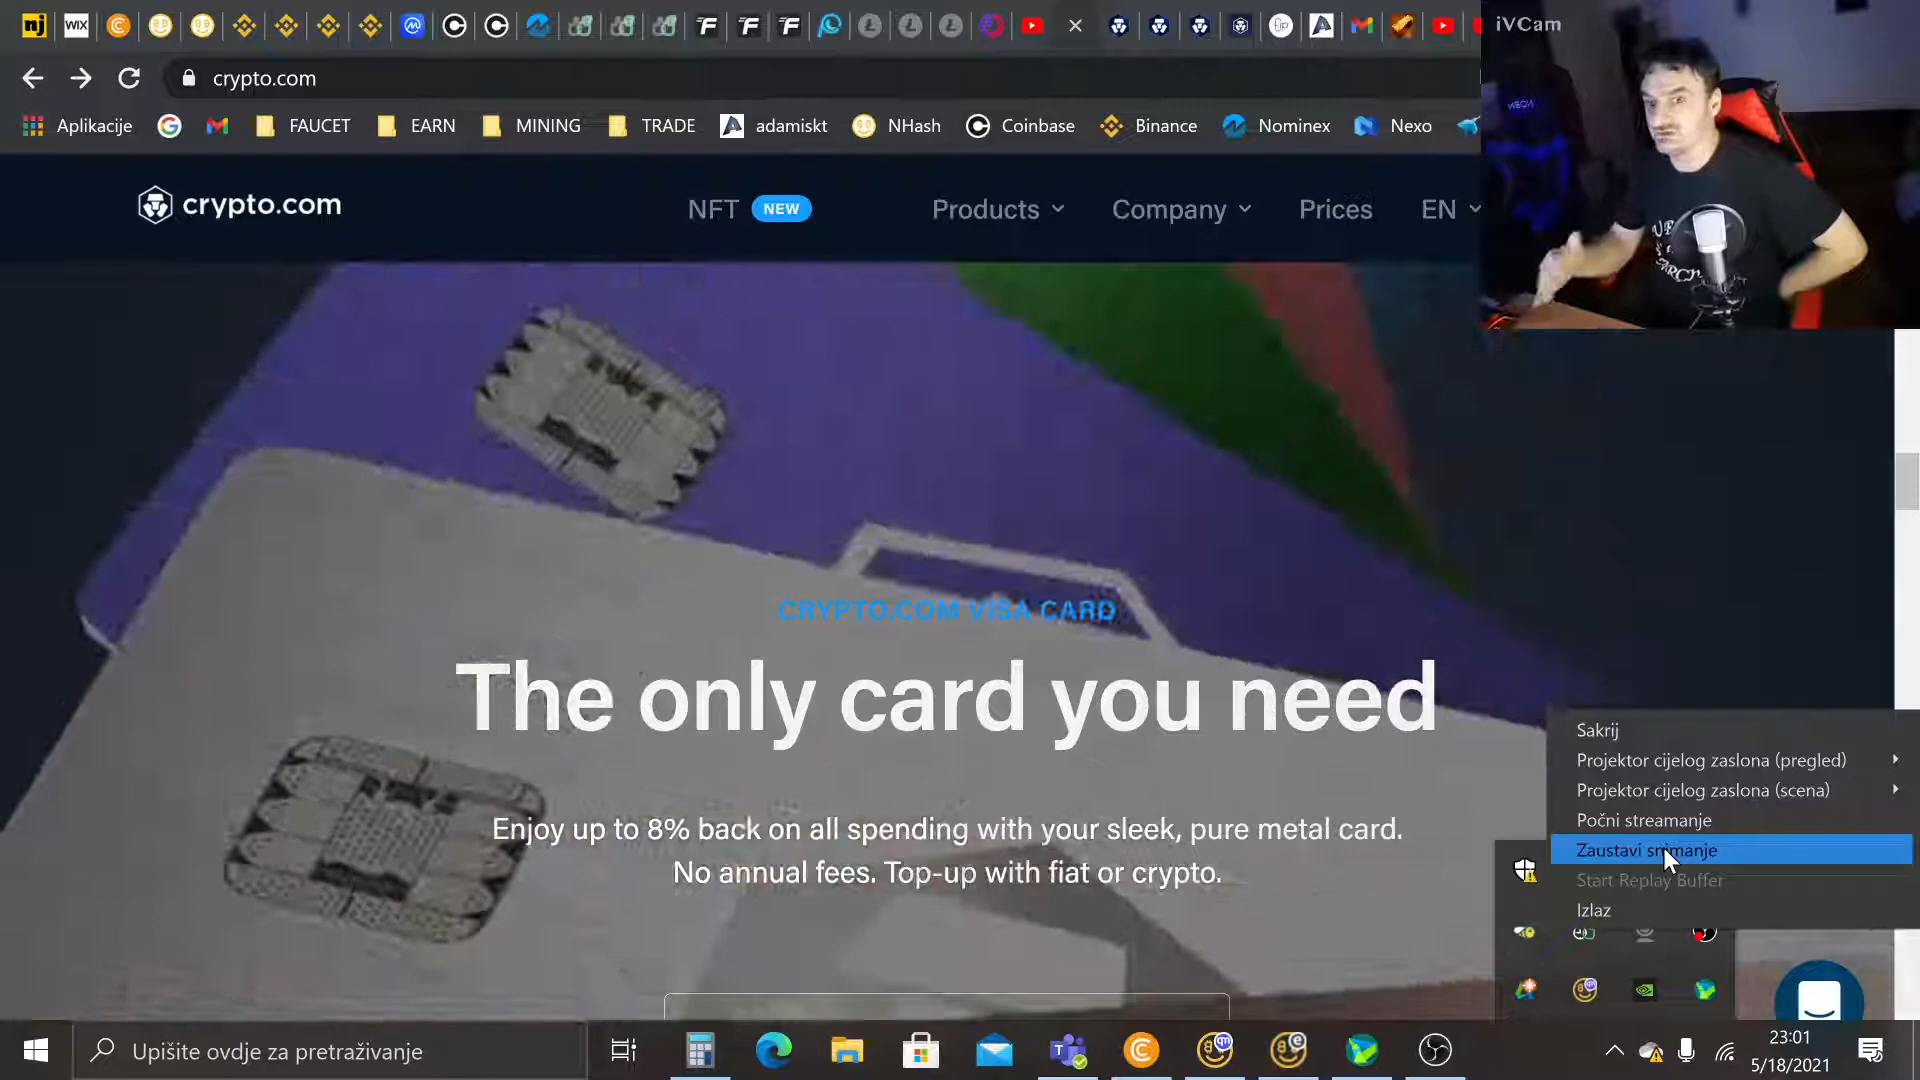 iVCam
crypto.com
Aplikacije FAUCET EARN MINING TRADE adamiskt NHash Coinbase Binance Nominex Nexo
crypto.com NFT NEW Products Company Prices EN
CRYPTO.COM VISA CARD
The only card you need
Enjoy up to 8% back on all spending with your sleek, pure metal card.
No annual fees. Top-up with fiat or crypto.
Sakrij
Projektor cijelog zaslona (pregled)
Projektor cijelog zaslona (scena)
Počni streamanje
Zaustavi snimanje
Start Replay Buffer
Izlaz
Upišite ovdje za pretraživanje
23:01
5/18/2021